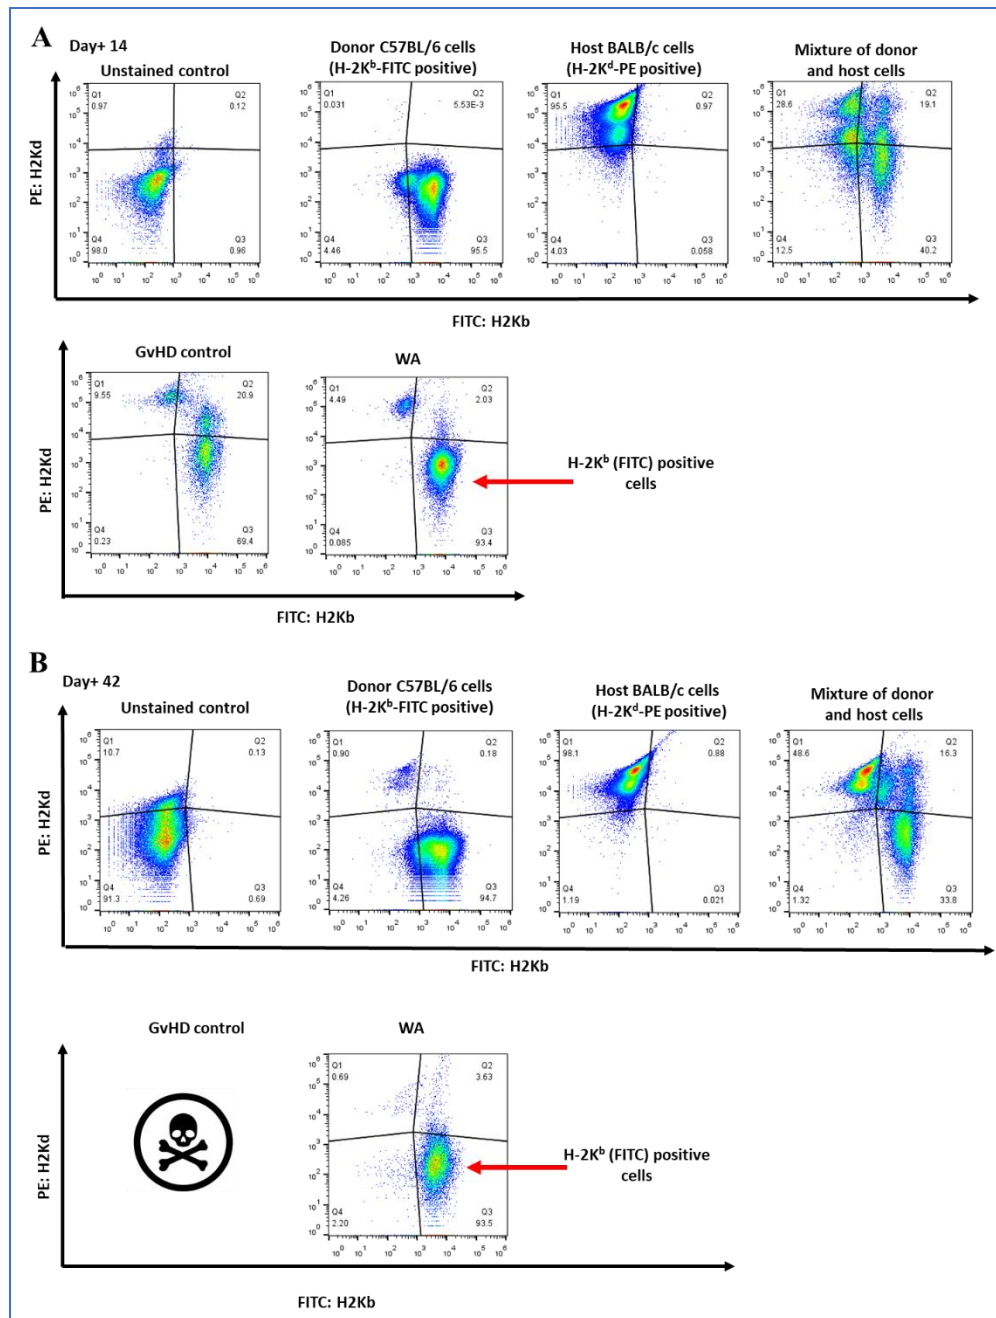 A
Day+ 14
Unstained control
Donor C57BL/6 cells
(H-2Kᵇ-FITC positive)
Host BALB/c cells
(H-2Kᵈ-PE positive)
Mixture of donor
and host cells
PE: H2Kd
Q1
0.97
Q2
0.12
Q4
98.0
Q3
0.96
Q1
0.031
Q2
5.53E-3
Q4
4.46
Q3
95.5
Q1
95.5
Q2
0.97
Q4
4.03
Q3
0.058
Q1
28.6
Q2
19.1
Q4
12.5
Q3
40.2
FITC: H2Kb
GvHD control
WA
PE: H2Kd
Q1
9.55
Q2
20.9
Q4
0.23
Q3
69.4
Q1
4.49
Q2
2.03
Q4
0.085
Q3
93.4
H-2Kᵇ (FITC) positive
cells
FITC: H2Kb
B
Day+ 42
Unstained control
Donor C57BL/6 cells
(H-2Kᵇ-FITC positive)
Host BALB/c cells
(H-2Kᵈ-PE positive)
Mixture of donor
and host cells
PE: H2Kd
Q1
10.7
Q2
0.13
Q4
91.3
Q3
0.69
Q1
0.90
Q2
0.18
Q4
4.26
Q3
94.7
Q1
98.1
Q2
0.88
Q4
1.19
Q3
0.021
Q1
48.6
Q2
16.3
Q4
1.32
Q3
33.8
FITC: H2Kb
GvHD control
WA
PE: H2Kd
Q1
0.69
Q2
3.63
Q4
2.20
Q3
93.5
H-2Kᵇ (FITC) positive
cells
FITC: H2Kb